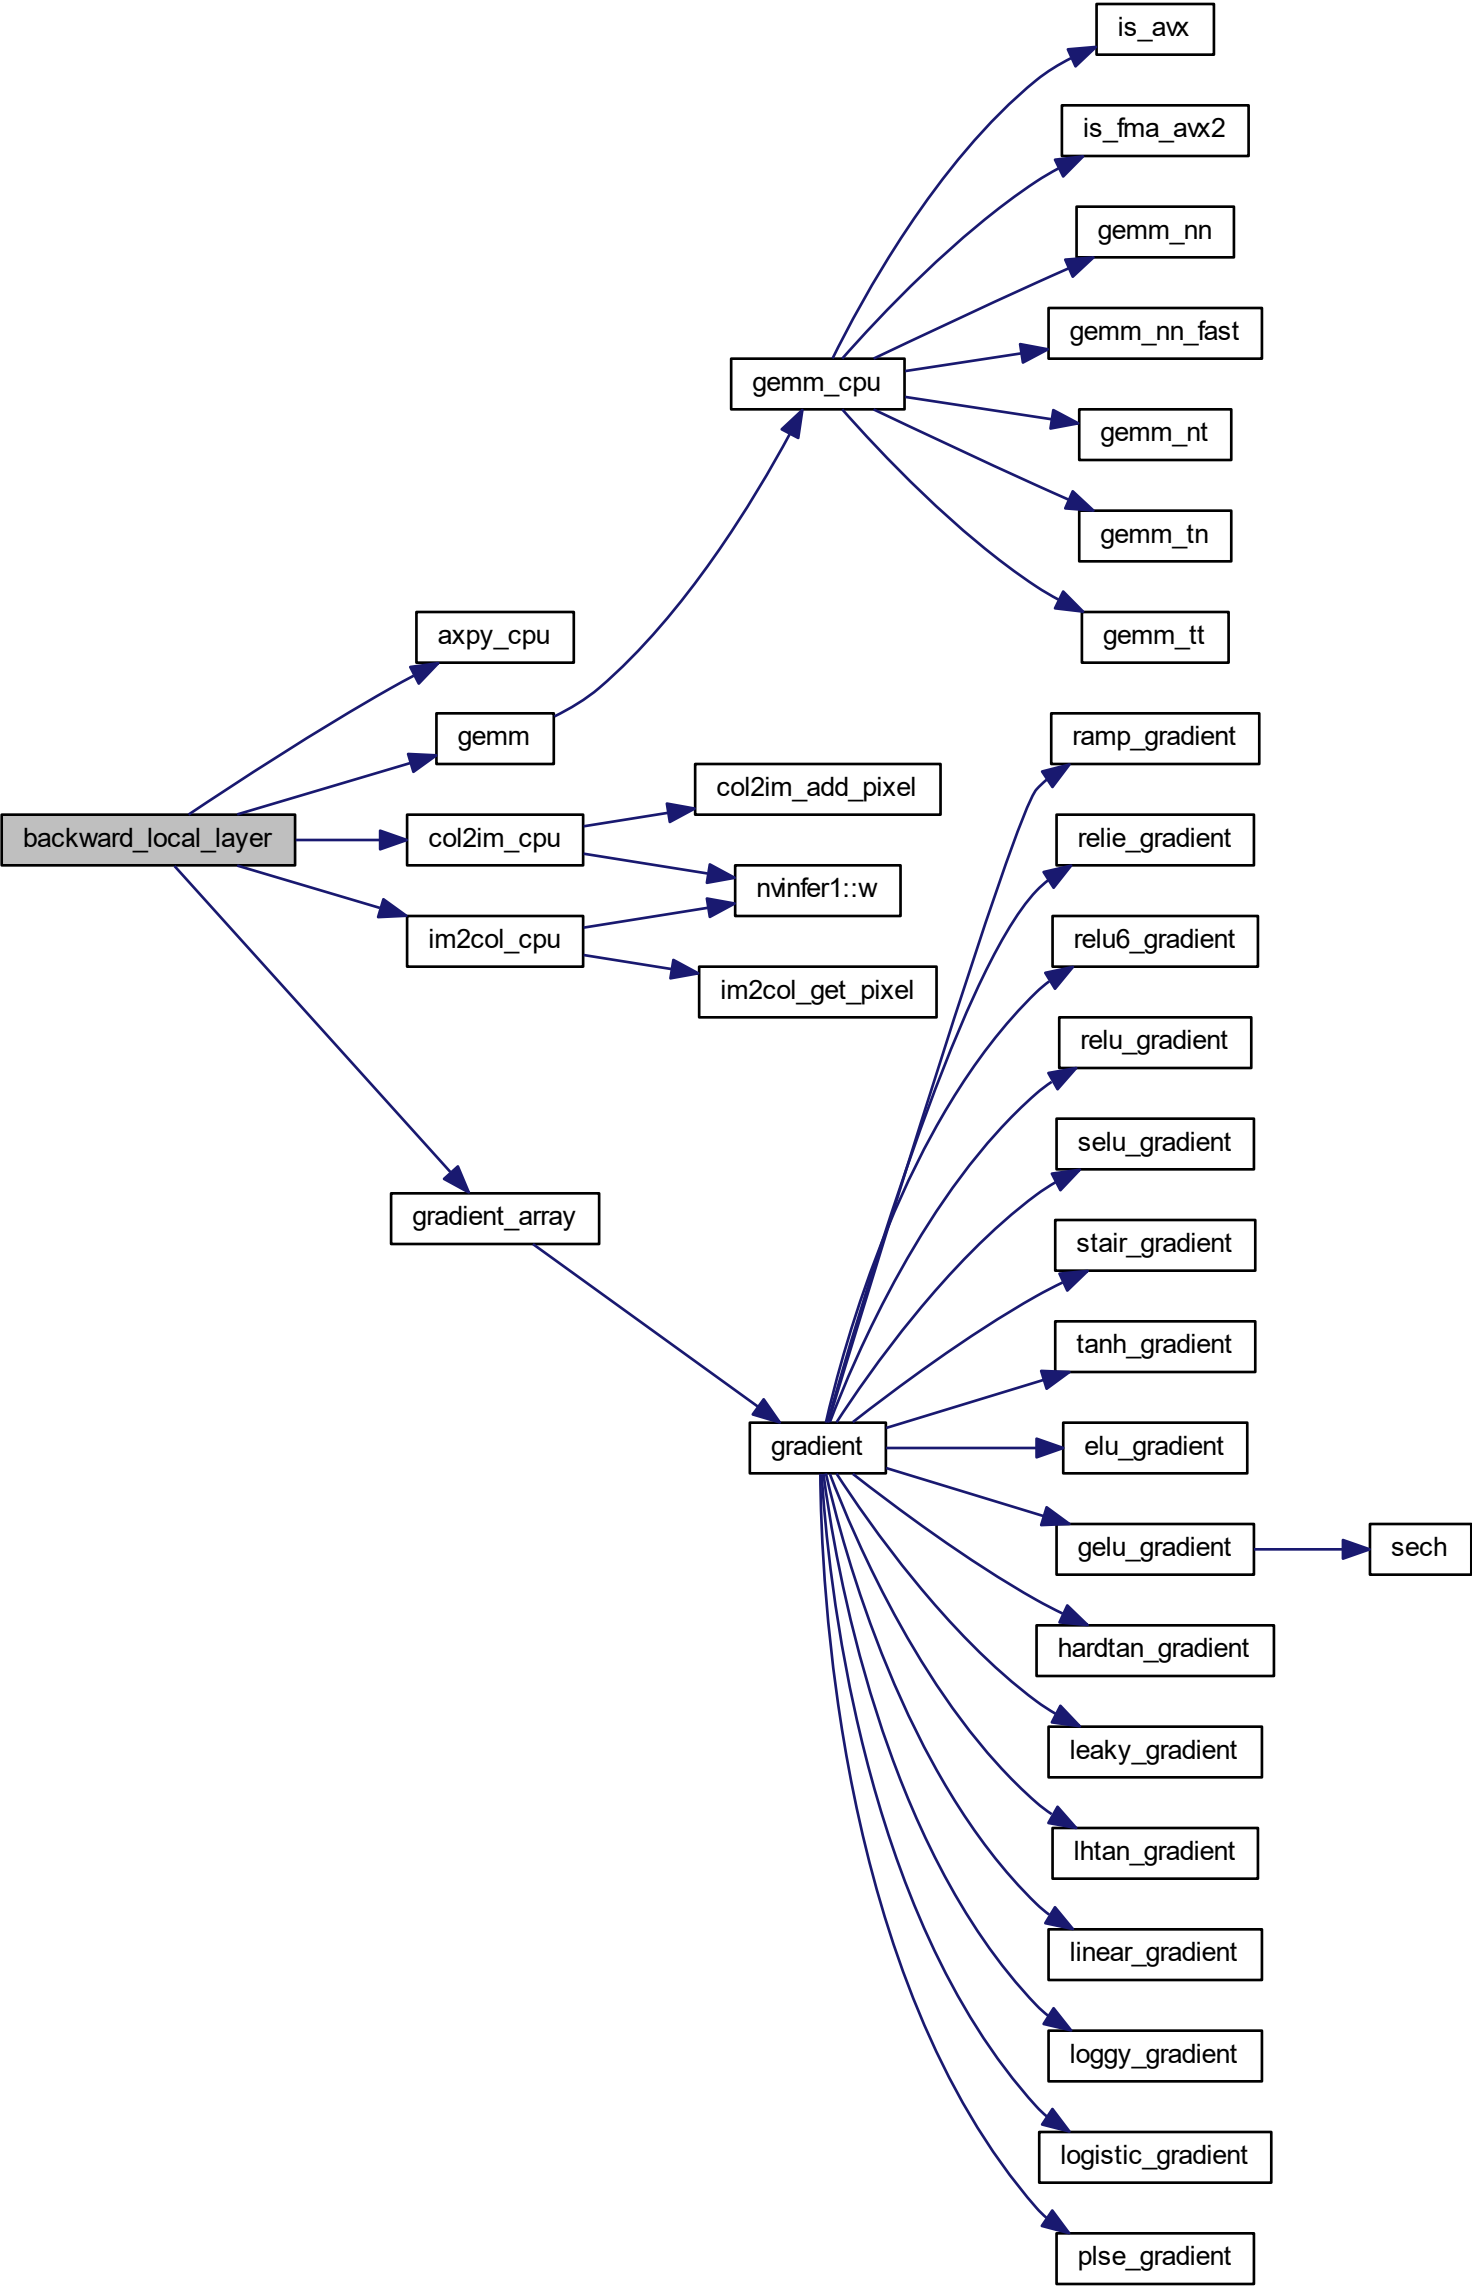 is_avx
is_fma_avx2
gemm_nn
gemm_nn_fast
gemm_cpu
gemm_nt
gemm_tn
gemm_tt
axpy_cpu
gemm
ramp_gradient
col2im_add_pixel
backward_local_layer
col2im_cpu
relie_gradient
nvinfer1::w
im2col_cpu
relu6_gradient
im2col_get_pixel
relu_gradient
selu_gradient
gradient_array
stair_gradient
tanh_gradient
gradient
elu_gradient
gelu_gradient
sech
hardtan_gradient
leaky_gradient
lhtan_gradient
linear_gradient
loggy_gradient
logistic_gradient
plse_gradient